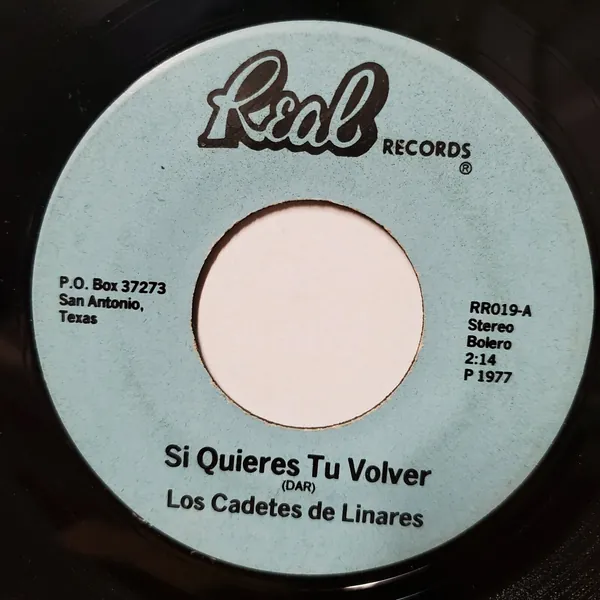 Real RECORDS
®
P.O. Box 37273
San Antonio,
Texas
RR019-A
Stereo
Bolero
2:14
P 1977
Si Quieres Tu Volver
(DAR)
Los Cadetes de Linares